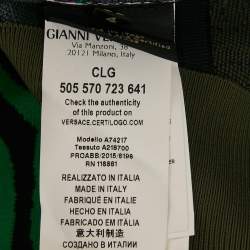 GIANNI
Via Manzoni, 38
20121 Milano, Italy
CLG
505 570 723 641
Check the authenticity
of this product on
VERSACE.CERTILOGO.COM
Modello A74217
Tessuto A218700
PROABB/2015/6196
RN 116861
REALIZZATO IN ITALIA
MADE IN ITALY
FABRIQUÉ EN ITALIE
HECHO EN ITALIA
FABRICADO EM ITÁLIA
意大利制造
СОЗДАНО В ИТАЛИИ